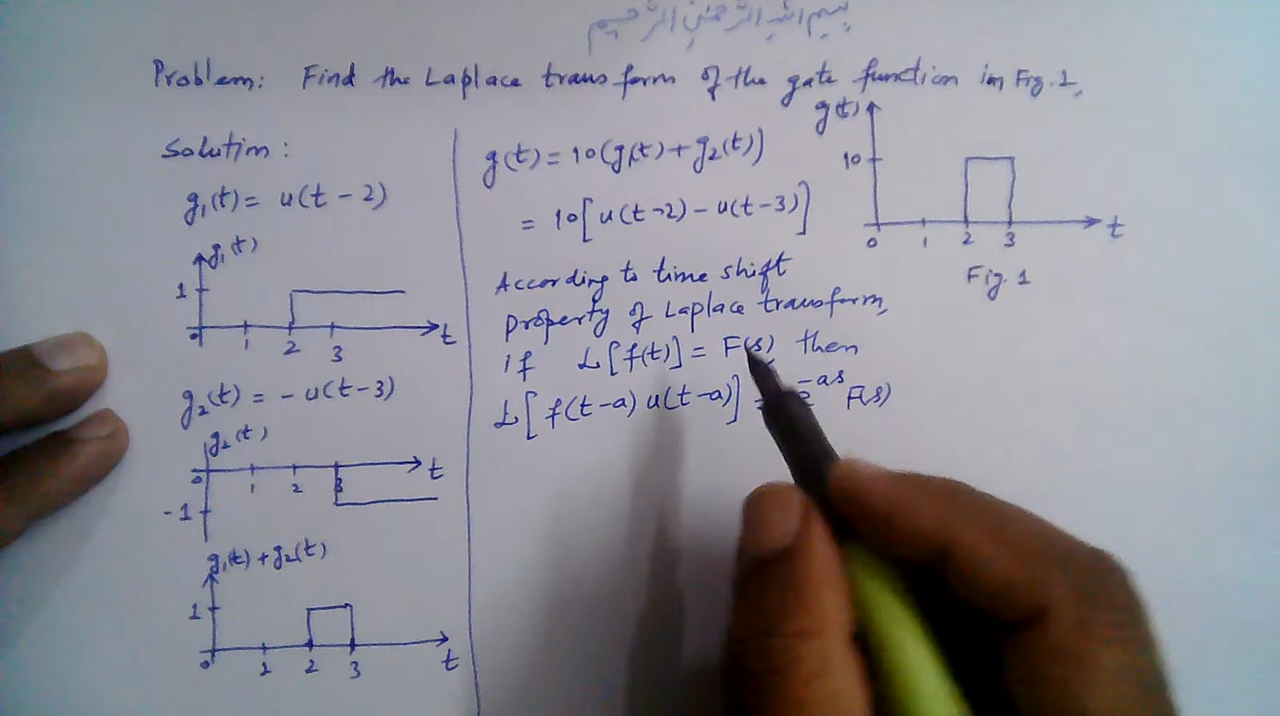 بسم الله الرحمن الرحيم
Problem: Find the Laplace transform of the gate function in Fig. 1.
Solution:
g₁(t) = u(t-2)
g₁(t)
1
0 1 2 3 t
g₂(t) = -u(t-3)
g₂(t)
0 1 2 3 t
-1
g₁(t) + g₂(t)
1
0 1 2 3 t
g(t) = 10(g₁(t) + g₂(t))
= 10[u(t-2) - u(t-3)]
According to time shift
property of Laplace transform,
if L[f(t)] = F(s), then
L[f(t-a) u(t-a)] = e^{-as} F(s)
g(t)
10
0 1 2 3 t
Fig. 1